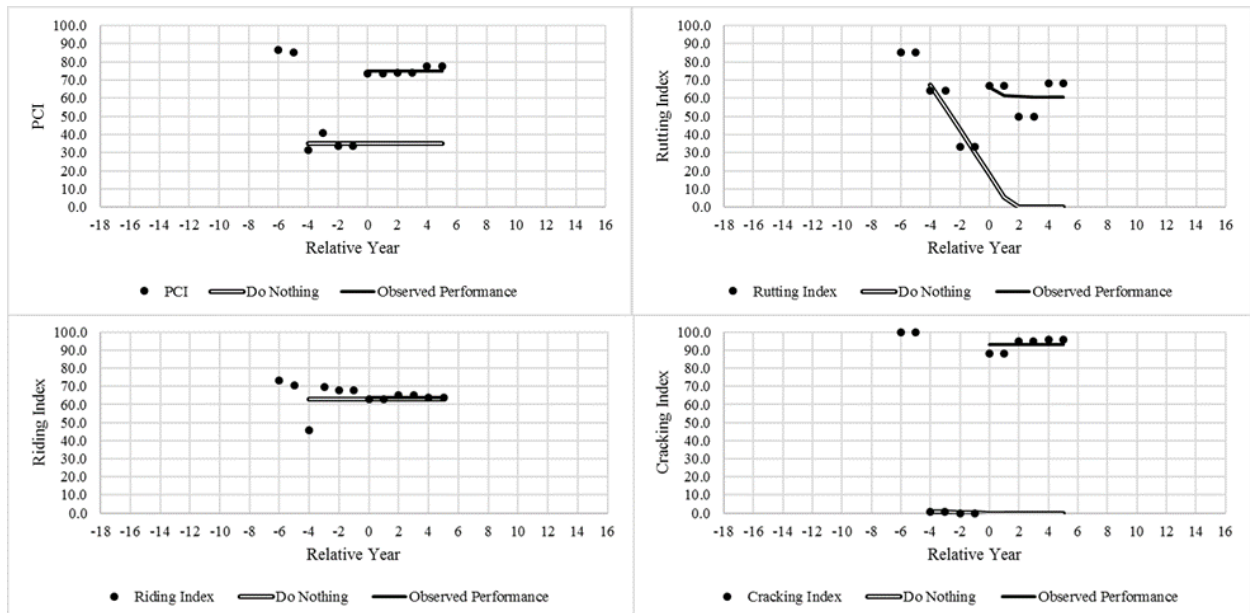 100.0
90.0
80.0
70.0
60.0
50.0
40.0
30.0
20.0
10.0
0.0
PCI
-18 -16 -14 -12 -10 -8 -6 -4 -2 0 2 4 6 8 10 12 14 16
Relative Year
PCI Do Nothing Observed Performance
100.0
90.0
80.0
70.0
60.0
50.0
40.0
30.0
20.0
10.0
0.0
Rutting Index
-18 -16 -14 -12 -10 -8 -6 -4 -2 0 2 4 6 8 10 12 14 16
Relative Year
Rutting Index Do Nothing Observed Performance
100.0
90.0
80.0
70.0
60.0
50.0
40.0
30.0
20.0
10.0
0.0
Riding Index
-18 -16 -14 -12 -10 -8 -6 -4 -2 0 2 4 6 8 10 12 14 16
Relative Year
Riding Index Do Nothing Observed Performance
100.0
90.0
80.0
70.0
60.0
50.0
40.0
30.0
20.0
10.0
0.0
Cracking Index
-18 -16 -14 -12 -10 -8 -6 -4 -2 0 2 4 6 8 10 12 14 16
Relative Year
Cracking Index Do Nothing Observed Performance